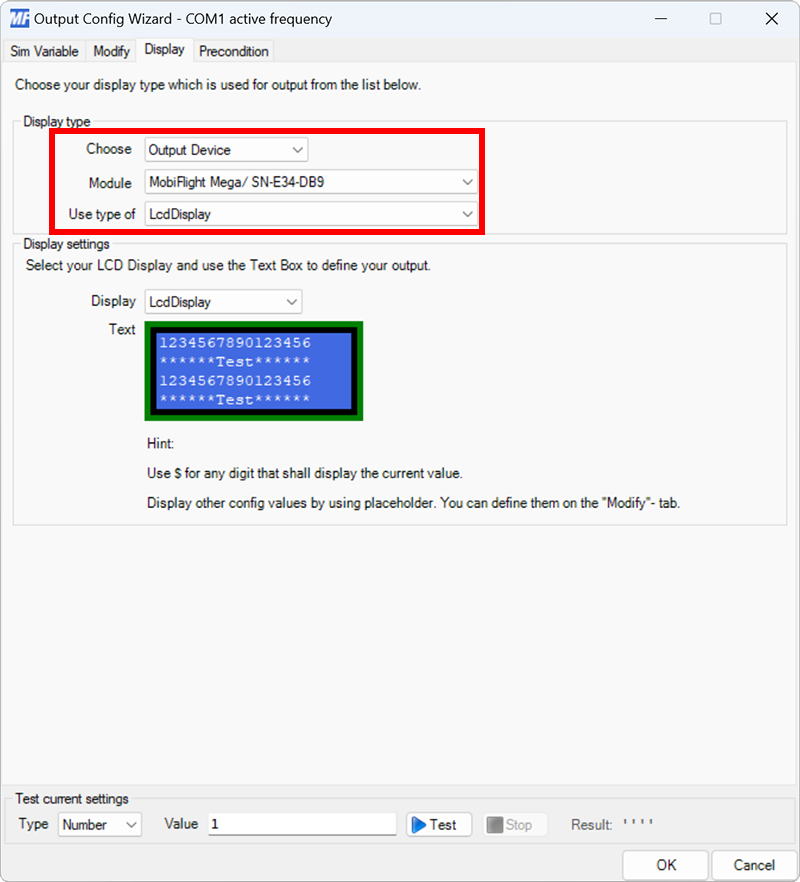 MF Output Config Wizard - COM1 active frequency
Sim Variable Modify Display Precondition
Choose your display type which is used for output from the list below.
Display type
Choose Output Device
Module MobiFlight Mega/ SN-E34-DB9
Use type of LcdDisplay
Display settings
Select your LCD Display and use the Text Box to define your output.
Display LcdDisplay
Text
1234567890123456
******Test******
1234567890123456
******Test******
Hint:
Use $ for any digit that shall display the current value.
Display other config values by using placeholder. You can define them on the "Modify"- tab.
Test current settings
Type Number Value 1 Test Stop Result: ' ' ' '
OK Cancel